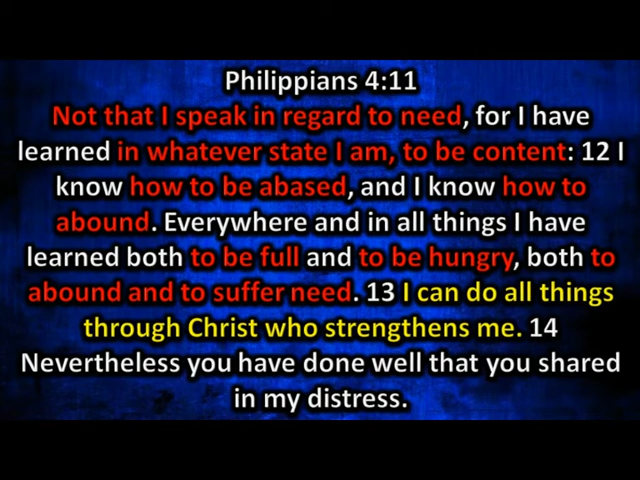 Philippians 4:11
Not that I speak in regard to need, for I have
learned in whatever state I am, to be content: 12 I
know how to be abased, and I know how to
abound. Everywhere and in all things I have
learned both to be full and to be hungry, both to
abound and to suffer need. 13 I can do all things
through Christ who strengthens me. 14
Nevertheless you have done well that you shared
in my distress.